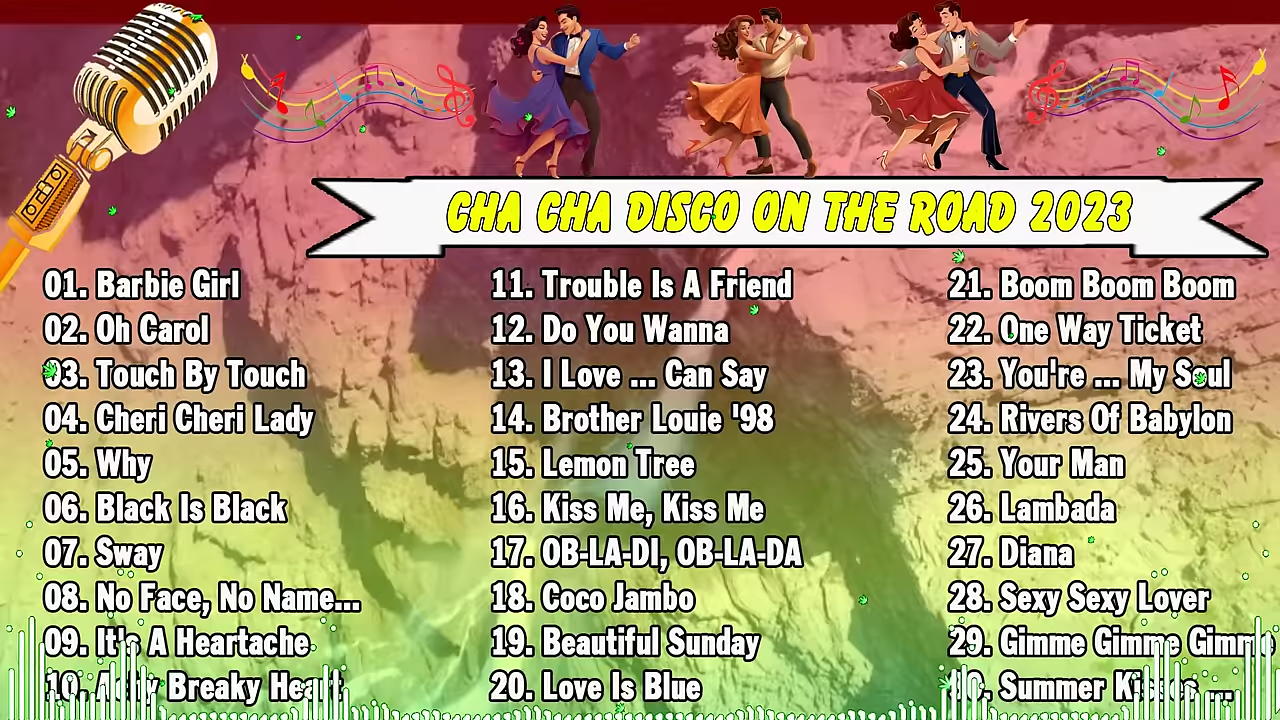 CHA CHA DISCO ON THE ROAD 2023
01. Barbie Girl
02. Oh Carol
03. Touch By Touch
04. Cheri Cheri Lady
05. Why
06. Black Is Black
07. Sway
08. No Face, No Name...
09. It's A Heartache
10. Achy Breaky Heart
11. Trouble Is A Friend
12. Do You Wanna
13. I Love ... Can Say
14. Brother Louie '98
15. Lemon Tree
16. Kiss Me, Kiss Me
17. OB-LA-DI, OB-LA-DA
18. Coco Jambo
19. Beautiful Sunday
20. Love Is Blue
21. Boom Boom Boom
22. One Way Ticket
23. You're ... My Soul
24. Rivers Of Babylon
25. Your Man
26. Lambada
27. Diana
28. Sexy Sexy Lover
29. Gimme Gimme Gimme
30. Summer Kisses ...